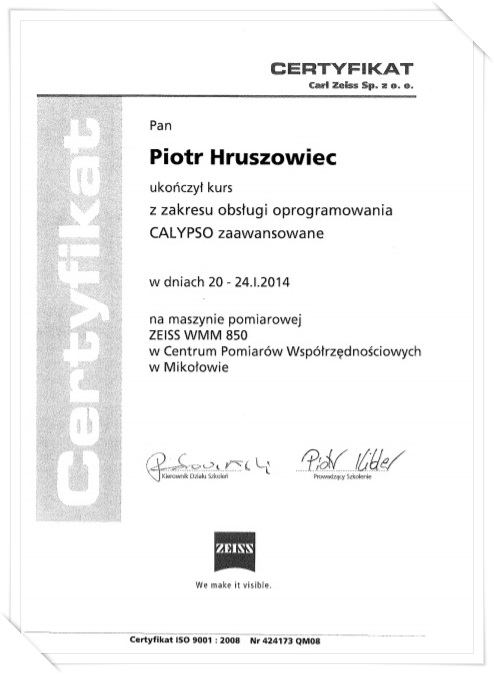 CERTYFIKAT
Carl Zeiss Sp. z o. o.
Certyfikat
Pan
Piotr Hruszowiec
ukończył kurs
z zakresu obsługi oprogramowania
CALYPSO zaawansowane
w dniach 20 - 24.I.2014
na maszynie pomiarowej
ZEISS WMM 850
w Centrum Pomiarów Współrzędnościowych
w Mikołowie
Piotr
Kierownik Działu Szkoleń
Prowadzący Szkolenie
ZEISS
We make it visible.
Certyfikat ISO 9001 : 2008 Nr 424173 QM08